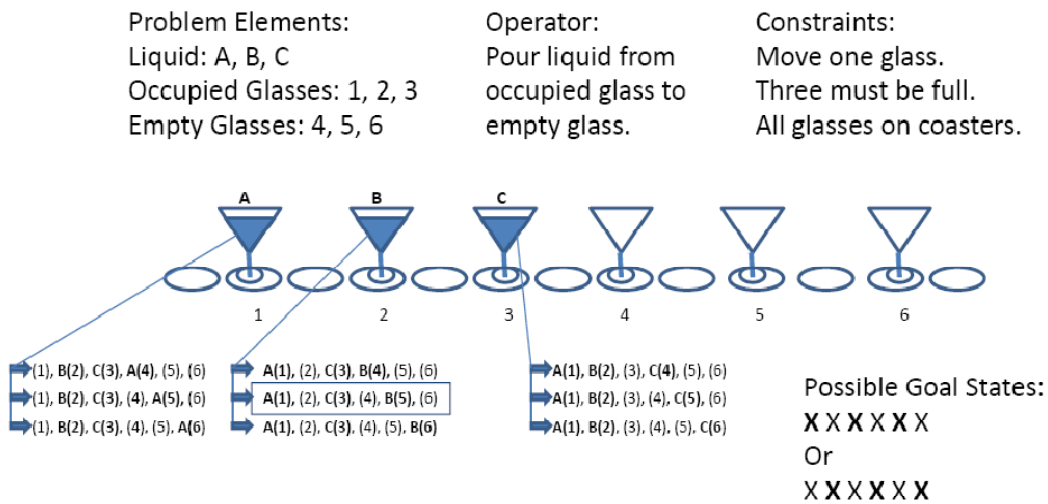 Problem Elements:
Liquid: A, B, C
Occupied Glasses: 1, 2, 3
Empty Glasses: 4, 5, 6
Operator:
Pour liquid from
occupied glass to
empty glass.
Constraints:
Move one glass.
Three must be full.
All glasses on coasters.
A B C
1 2 3 4 5 6
(1), B(2), C(3), A(4), (5), (6)
(1), B(2), C(3), (4), A(5), (6)
(1), B(2), C(3), (4), (5), A(6)
A(1), (2), C(3), B(4), (5), (6)
A(1), (2), C(3), (4), B(5), (6)
A(1), (2), C(3), (4), (5), B(6)
A(1), B(2), (3), C(4), (5), (6)
A(1), B(2), (3), (4), C(5), (6)
A(1), B(2), (3), (4), (5), C(6)
Possible Goal States:
X X X X X X
Or
X X X X X X